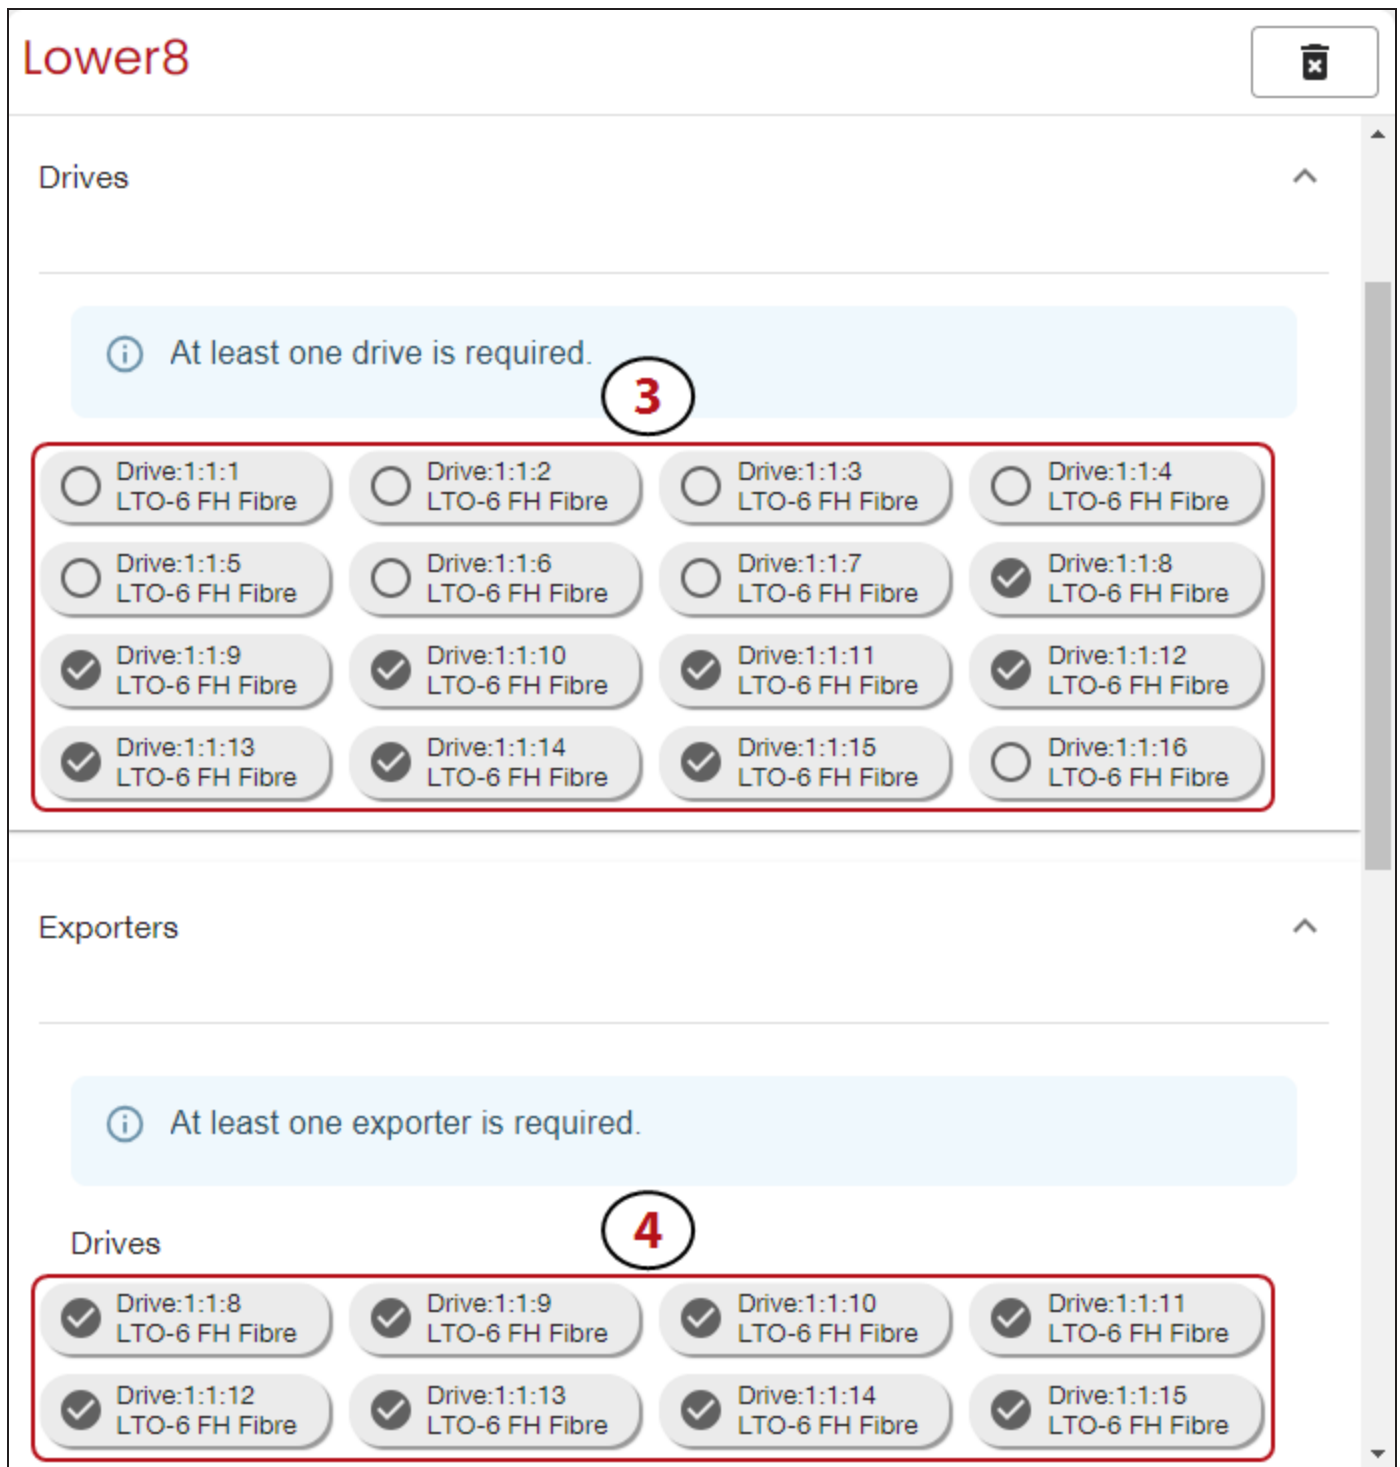 Lower8
Drives
At least one drive is required.
3
Drive:1:1:1
LTO-6 FH Fibre
Drive:1:1:2
LTO-6 FH Fibre
Drive:1:1:3
LTO-6 FH Fibre
Drive:1:1:4
LTO-6 FH Fibre
Drive:1:1:5
LTO-6 FH Fibre
Drive:1:1:6
LTO-6 FH Fibre
Drive:1:1:7
LTO-6 FH Fibre
Drive:1:1:8
LTO-6 FH Fibre
Drive:1:1:9
LTO-6 FH Fibre
Drive:1:1:10
LTO-6 FH Fibre
Drive:1:1:11
LTO-6 FH Fibre
Drive:1:1:12
LTO-6 FH Fibre
Drive:1:1:13
LTO-6 FH Fibre
Drive:1:1:14
LTO-6 FH Fibre
Drive:1:1:15
LTO-6 FH Fibre
Drive:1:1:16
LTO-6 FH Fibre
Exporters
At least one exporter is required.
4
Drives
Drive:1:1:8
LTO-6 FH Fibre
Drive:1:1:9
LTO-6 FH Fibre
Drive:1:1:10
LTO-6 FH Fibre
Drive:1:1:11
LTO-6 FH Fibre
Drive:1:1:12
LTO-6 FH Fibre
Drive:1:1:13
LTO-6 FH Fibre
Drive:1:1:14
LTO-6 FH Fibre
Drive:1:1:15
LTO-6 FH Fibre